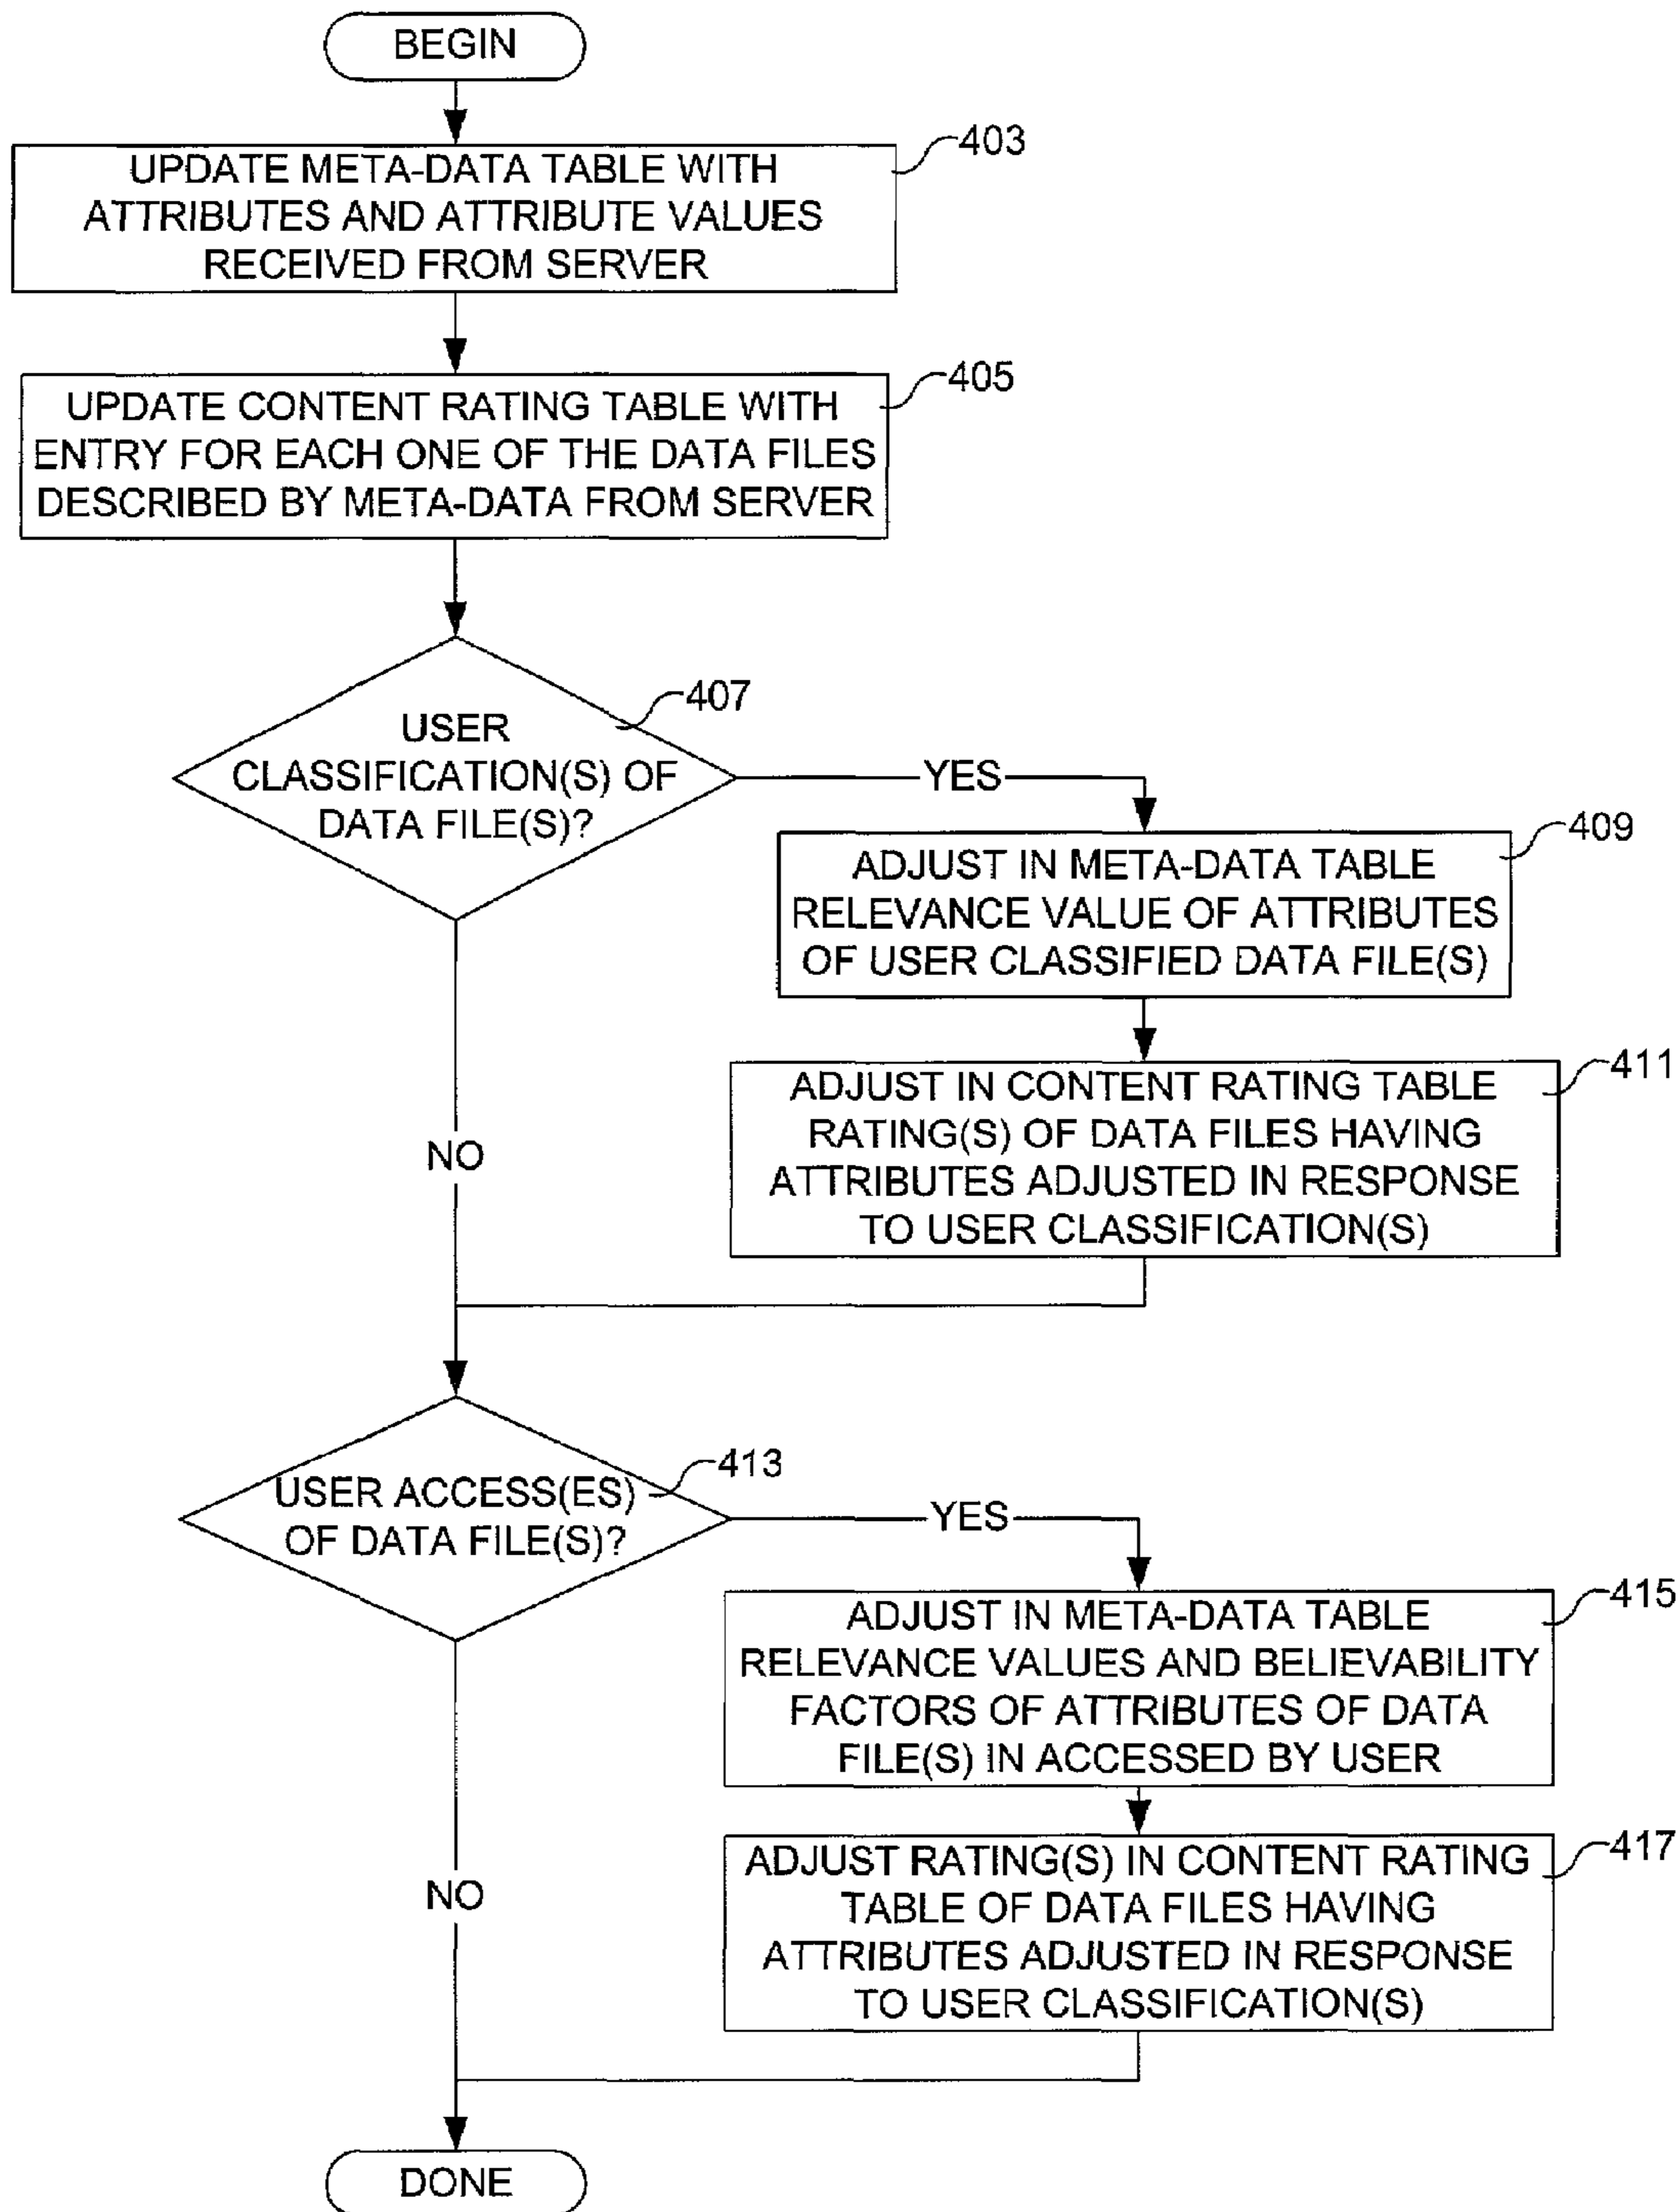 BEGIN
403
UPDATE META-DATA TABLE WITH
ATTRIBUTES AND ATTRIBUTE VALUES
RECEIVED FROM SERVER
405
UPDATE CONTENT RATING TABLE WITH
ENTRY FOR EACH ONE OF THE DATA FILES
DESCRIBED BY META-DATA FROM SERVER
407
USER
CLASSIFICATION(S) OF
DATA FILE(S)?
YES
409
ADJUST IN META-DATA TABLE
RELEVANCE VALUE OF ATTRIBUTES
OF USER CLASSIFIED DATA FILE(S)
411
ADJUST IN CONTENT RATING TABLE
RATING(S) OF DATA FILES HAVING
ATTRIBUTES ADJUSTED IN RESPONSE
TO USER CLASSIFICATION(S)
NO
413
USER ACCESS(ES)
OF DATA FILE(S)?
YES
415
ADJUST IN META-DATA TABLE
RELEVANCE VALUES AND BELIEVABILITY
FACTORS OF ATTRIBUTES OF DATA
FILE(S) IN ACCESSED BY USER
417
ADJUST RATING(S) IN CONTENT RATING
TABLE OF DATA FILES HAVING
ATTRIBUTES ADJUSTED IN RESPONSE
TO USER CLASSIFICATION(S)
NO
DONE